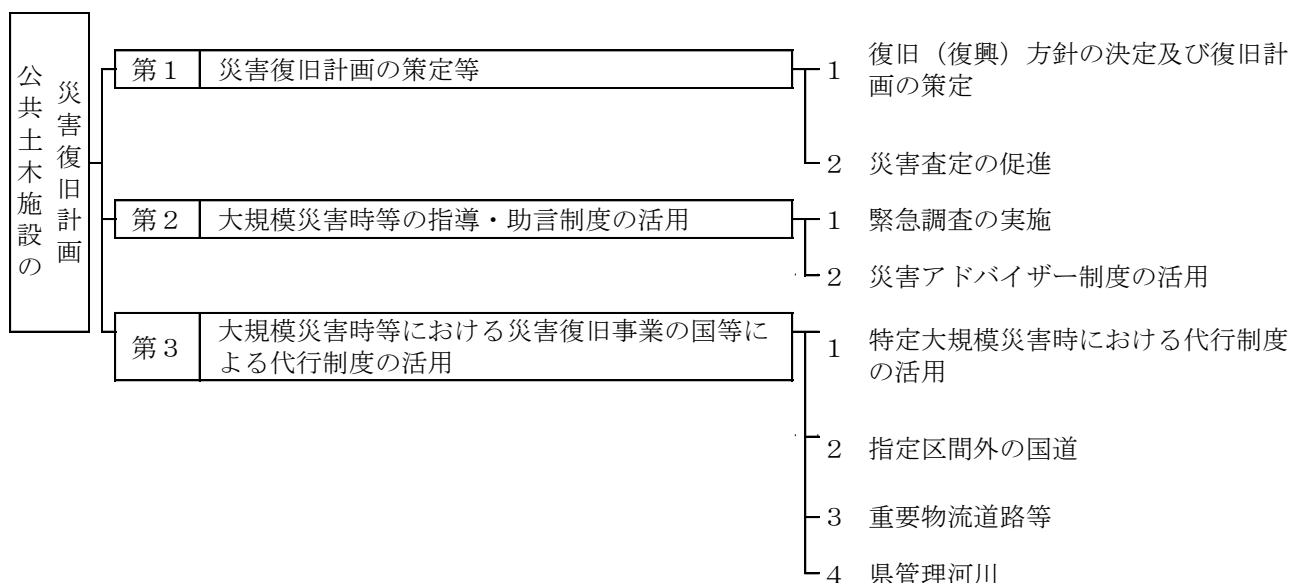 公共土木施設の
災害復旧計画
第１ 災害復旧計画の策定等
1 復旧（復興）方針の決定及び復旧計
画の策定
2 災害査定の促進
第２ 大規模災害時等の指導・助言制度の活用
1 緊急調査の実施
2 災害アドバイザー制度の活用
第３ 大規模災害時等における災害復旧事業の国等に
よる代行制度の活用
1 特定大規模災害時における代行制度
の活用
2 指定区間外の国道
3 重要物流道路等
4 県管理河川